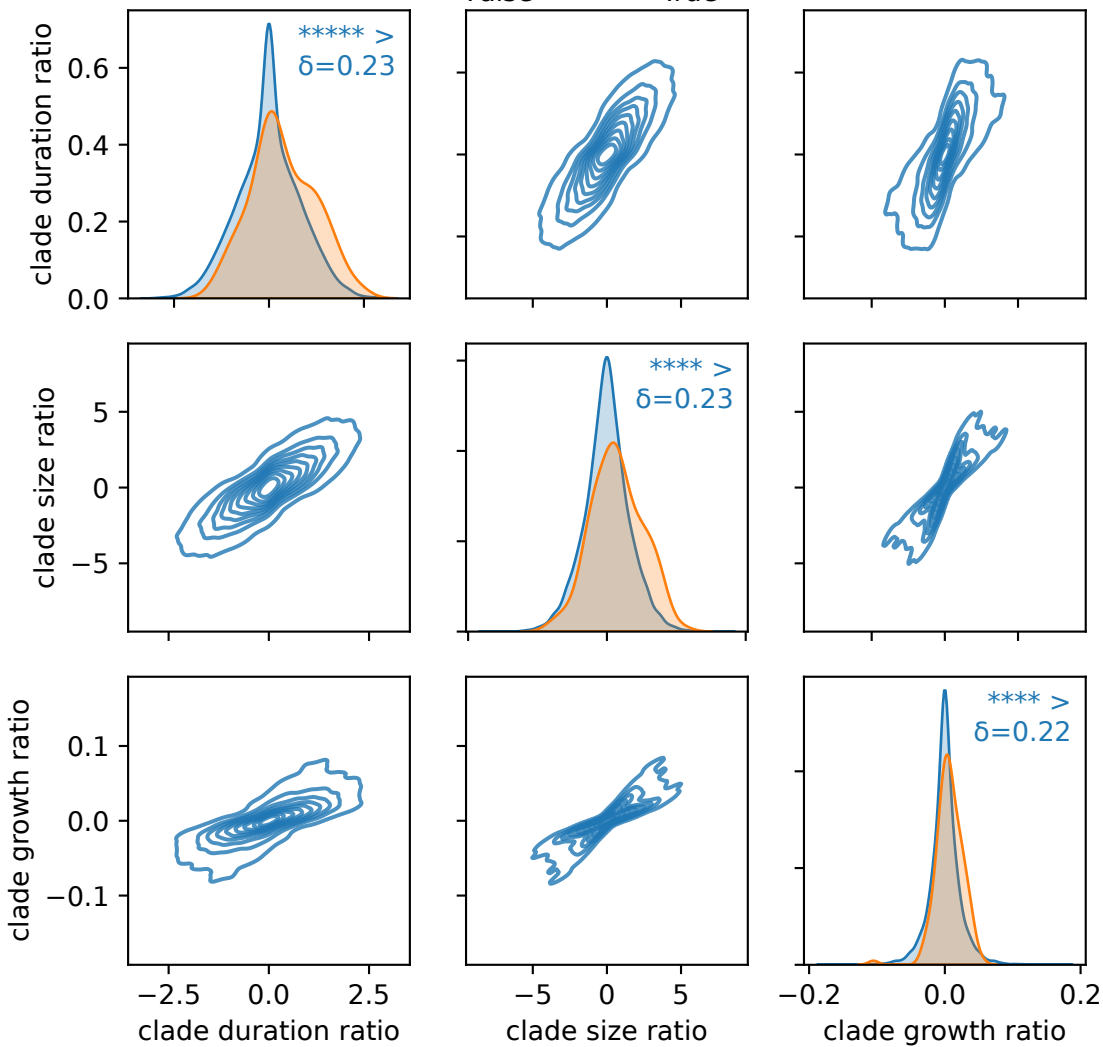 clade duration ratio
0.6
0.4
0.2
0.0
***** >
δ=0.23
clade size ratio
5
0
−5
**** >
δ=0.23
clade growth ratio
0.1
0.0
−0.1
**** >
δ=0.22
−2.5 0.0 2.5
−5 0 5
−0.2 0.0 0.2
clade duration ratio
clade size ratio
clade growth ratio